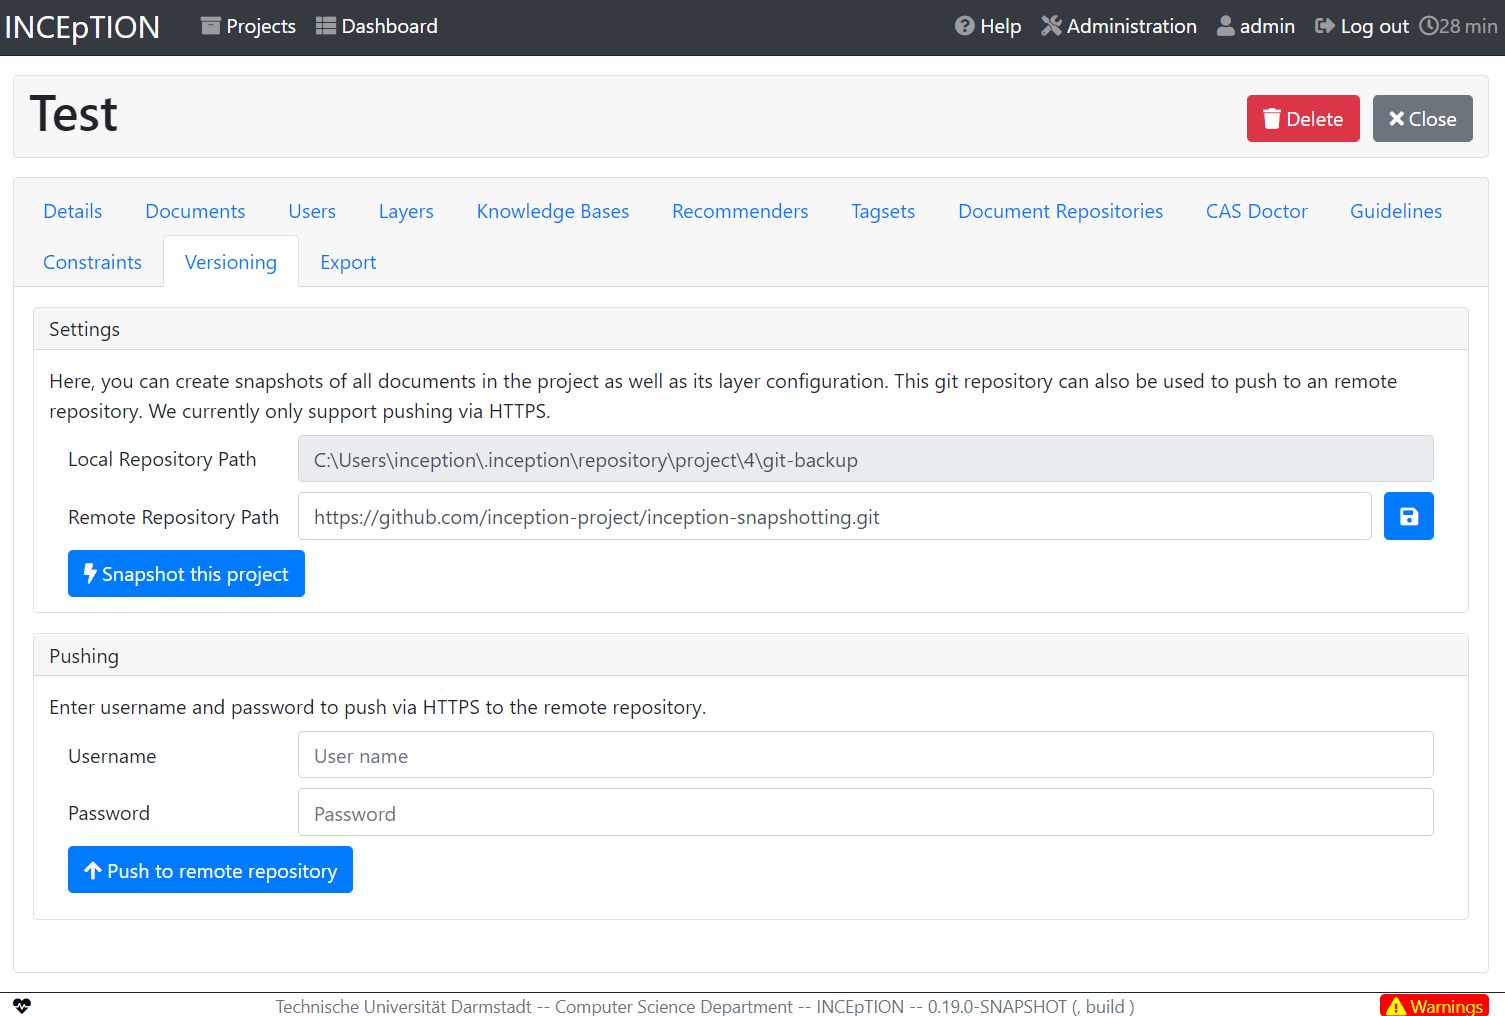 INCEpTION Projects Dashboard Help Administration admin Log out 28 min
Test Delete Close
Details Documents Users Layers Knowledge Bases Recommenders Tagsets Document Repositories CAS Doctor Guidelines
Constraints Versioning Export
Settings
Here, you can create snapshots of all documents in the project as well as its layer configuration. This git repository can also be used to push to an remote
repository. We currently only support pushing via HTTPS.
Local Repository Path C:\Users\inception\.inception\repository\project\4\git-backup
Remote Repository Path https://github.com/inception-project/inception-snapshotting.git
Snapshot this project
Pushing
Enter username and password to push via HTTPS to the remote repository.
Username User name
Password Password
Push to remote repository
Technische Universität Darmstadt -- Computer Science Department -- INCEpTION -- 0.19.0-SNAPSHOT (, build ) Warnings